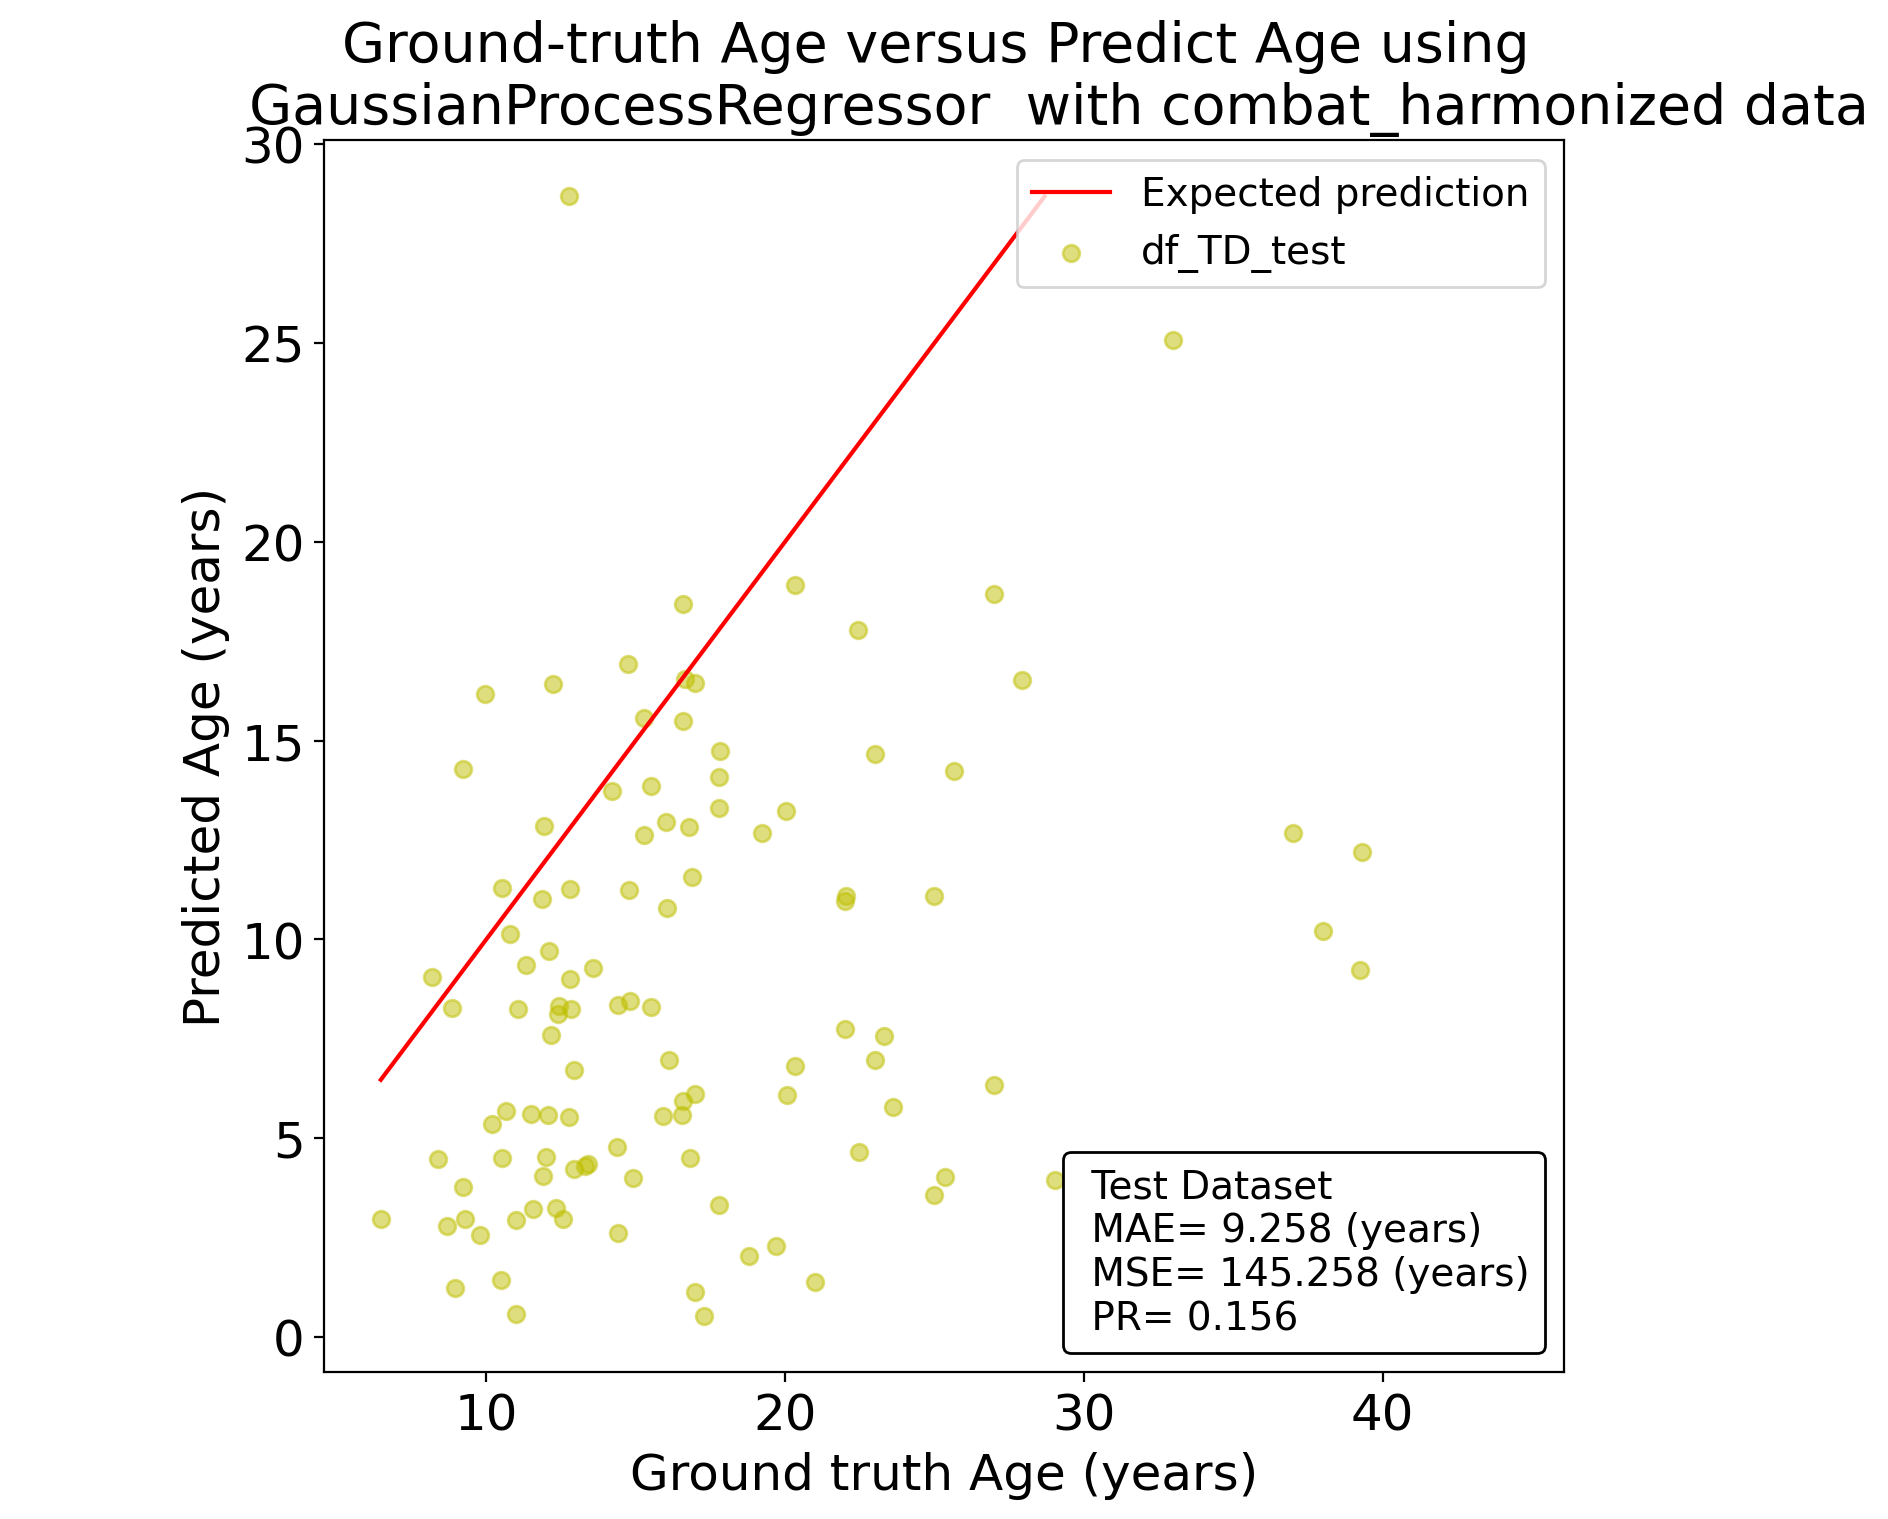 Ground-truth Age versus Predict Age using
GaussianProcessRegressor  with combat_harmonized data
30
25
20
15
10
5
0
Predicted Age (years)
Expected prediction
df_TD_test
Test Dataset
MAE= 9.258 (years)
MSE= 145.258 (years)
PR= 0.156
10 20 30 40
Ground truth Age (years)